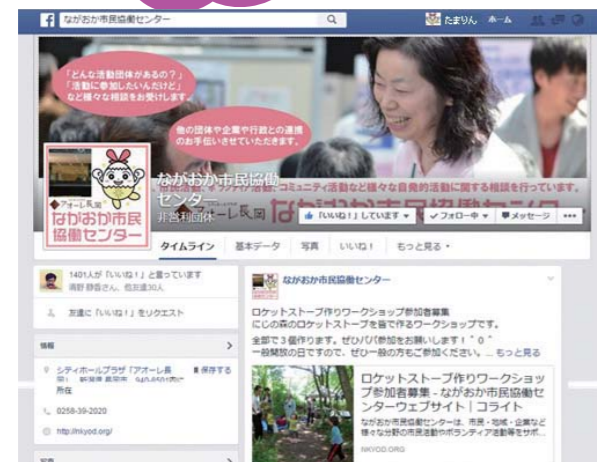 ながおか市民協働センター
たまりん ホーム
「どんな活動団体があるの？」
「活動に参加したいんだけど」
など様々な相談をお受けします。
他の団体や企業や行政との連携
のお手伝いさせていただきます。
コミュニティ活動など様々な自発的活動に関する相談を行っています。
アオーレ長岡
ながおか市民
協働センター
ながおか市民協働
センター
非営利団体
「いいね！」しています
フォロー中
メッセージ
タイムライン 基本データ 写真 いいね！ もっと見る
1401人が「いいね！」と言っています
友達に「いいね！」をリクエスト
情報
シティホールプラザ「アオーレ長
保存する
所在
0258-39-2020
http://nkyod.org/
写真
ながおか市民協働センター
ロケットストーブ作りワークショップ参加者募集
にじの森のロケットストーブを皆で作るワークショップです。
全部で3個作ります。ぜひパパ参加をお願いします！＾0＾
一般開放の日ですので、ぜひ一般の方もご参加ください。... もっと見る
ロケットストーブ作りワークショッ
プ参加者募集 - ながおか市民協働セ
ンターウェブサイト｜コライト
ながおか市民協働センターは、市民・地域・企業など
様々な分野の市民活動やボランティア活動等をサポ...
NKYOD.ORG